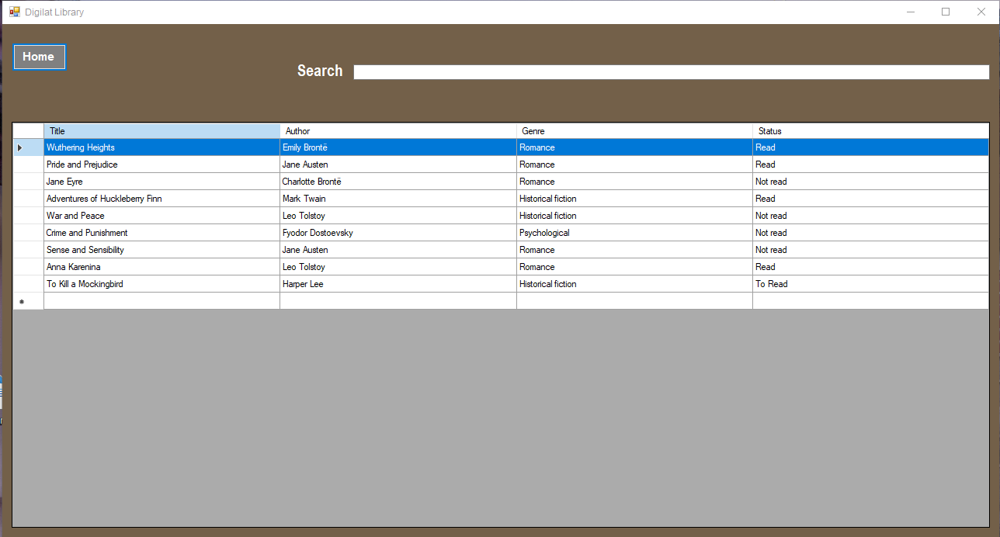 Digilat Library
Home
Search
Title Author Genre Status
Wuthering Heights Emily Brontë Romance Read
Pride and Prejudice Jane Austen Romance Read
Jane Eyre Charlotte Brontë Romance Not read
Adventures of Huckleberry Finn Mark Twain Historical fiction Read
War and Peace Leo Tolstoy Historical fiction Not read
Crime and Punishment Fyodor Dostoevsky Psychological Not read
Sense and Sensibility Jane Austen Romance Not read
Anna Karenina Leo Tolstoy Romance Read
To Kill a Mockingbird Harper Lee Historical fiction To Read